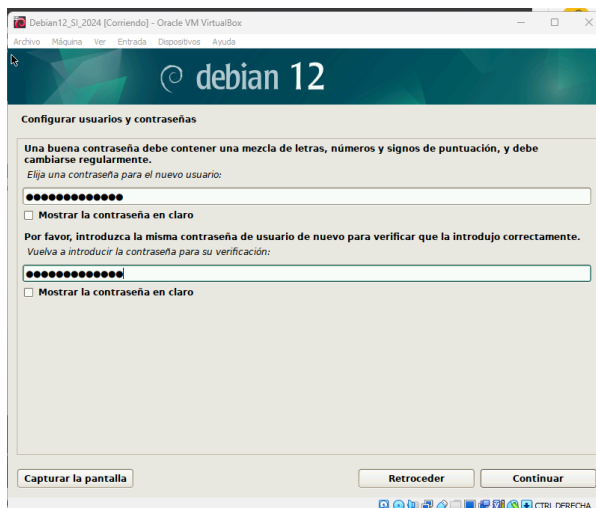 Debian12_SI_2024 [Corriendo] - Oracle VM VirtualBox
Archivo Máquina Ver Entrada Dispositivos Ayuda
debian 12
Configurar usuarios y contraseñas
Una buena contraseña debe contener una mezcla de letras, números y signos de puntuación, y debe
cambiarse regularmente.
Elija una contraseña para el nuevo usuario:
●●●●●●●●●●●●●
Mostrar la contraseña en claro
Por favor, introduzca la misma contraseña de usuario de nuevo para verificar que la introdujo correctamente.
Vuelva a introducir la contraseña para su verificación:
●●●●●●●●●●●●●
Mostrar la contraseña en claro
Capturar la pantalla
Retroceder
Continuar
CTRL DERECHA